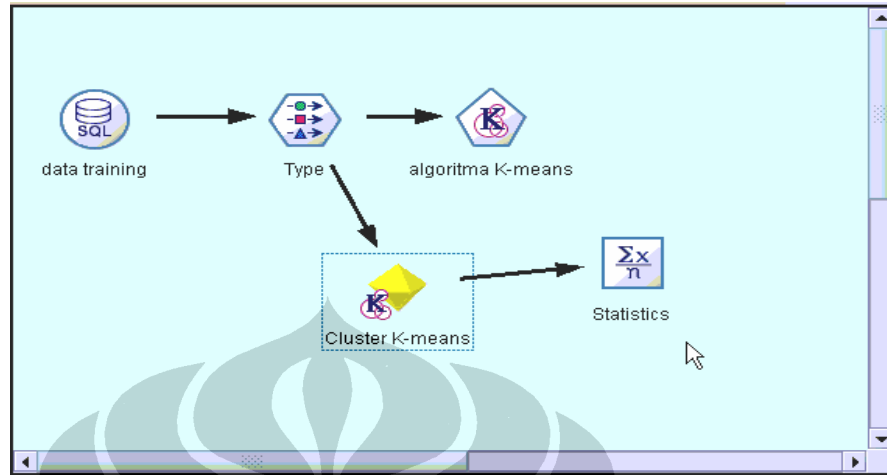 SQL
data training
Type
K
algoritma K-means
K
Cluster K-means
Σx
n
Statistics